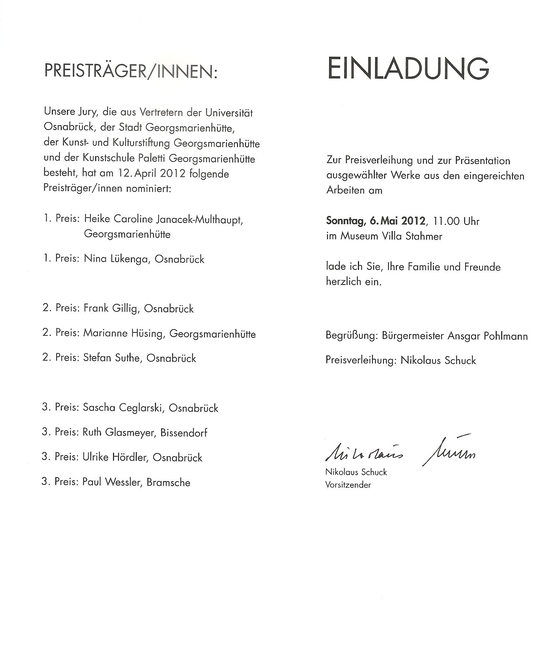 PREISTRÄGER/INNEN:
Unsere Jury, die aus Vertretern der Universität
Osnabrück, der Stadt Georgsmarienhütte,
der Kunst- und Kulturstiftung Georgsmarienhütte
und der Kunstschule Paletti Georgsmarienhütte
besteht, hat am 12. April 2012 folgende
Preisträger/innen nominiert:
1. Preis: Heike Caroline Janacek-Multhaupt,
Georgsmarienhütte
1. Preis: Nina Lükenga, Osnabrück
2. Preis: Frank Gillig, Osnabrück
2. Preis: Marianne Hüsing, Georgsmarienhütte
2. Preis: Stefan Suthe, Osnabrück
3. Preis: Sascha Ceglarski, Osnabrück
3. Preis: Ruth Glasmeyer, Bissendorf
3. Preis: Ulrike Hördler, Osnabrück
3. Preis: Paul Wessler, Bramsche
EINLADUNG
Zur Preisverleihung und zur Präsentation
ausgewählter Werke aus den eingereichten
Arbeiten am
Sonntag, 6. Mai 2012, 11.00 Uhr
im Museum Villa Stahmer
lade ich Sie, Ihre Familie und Freunde
herzlich ein.
Begrüßung: Bürgermeister Ansgar Pohlmann
Preisverleihung: Nikolaus Schuck
Nikolaus
Nikolaus Schuck
Vorsitzender